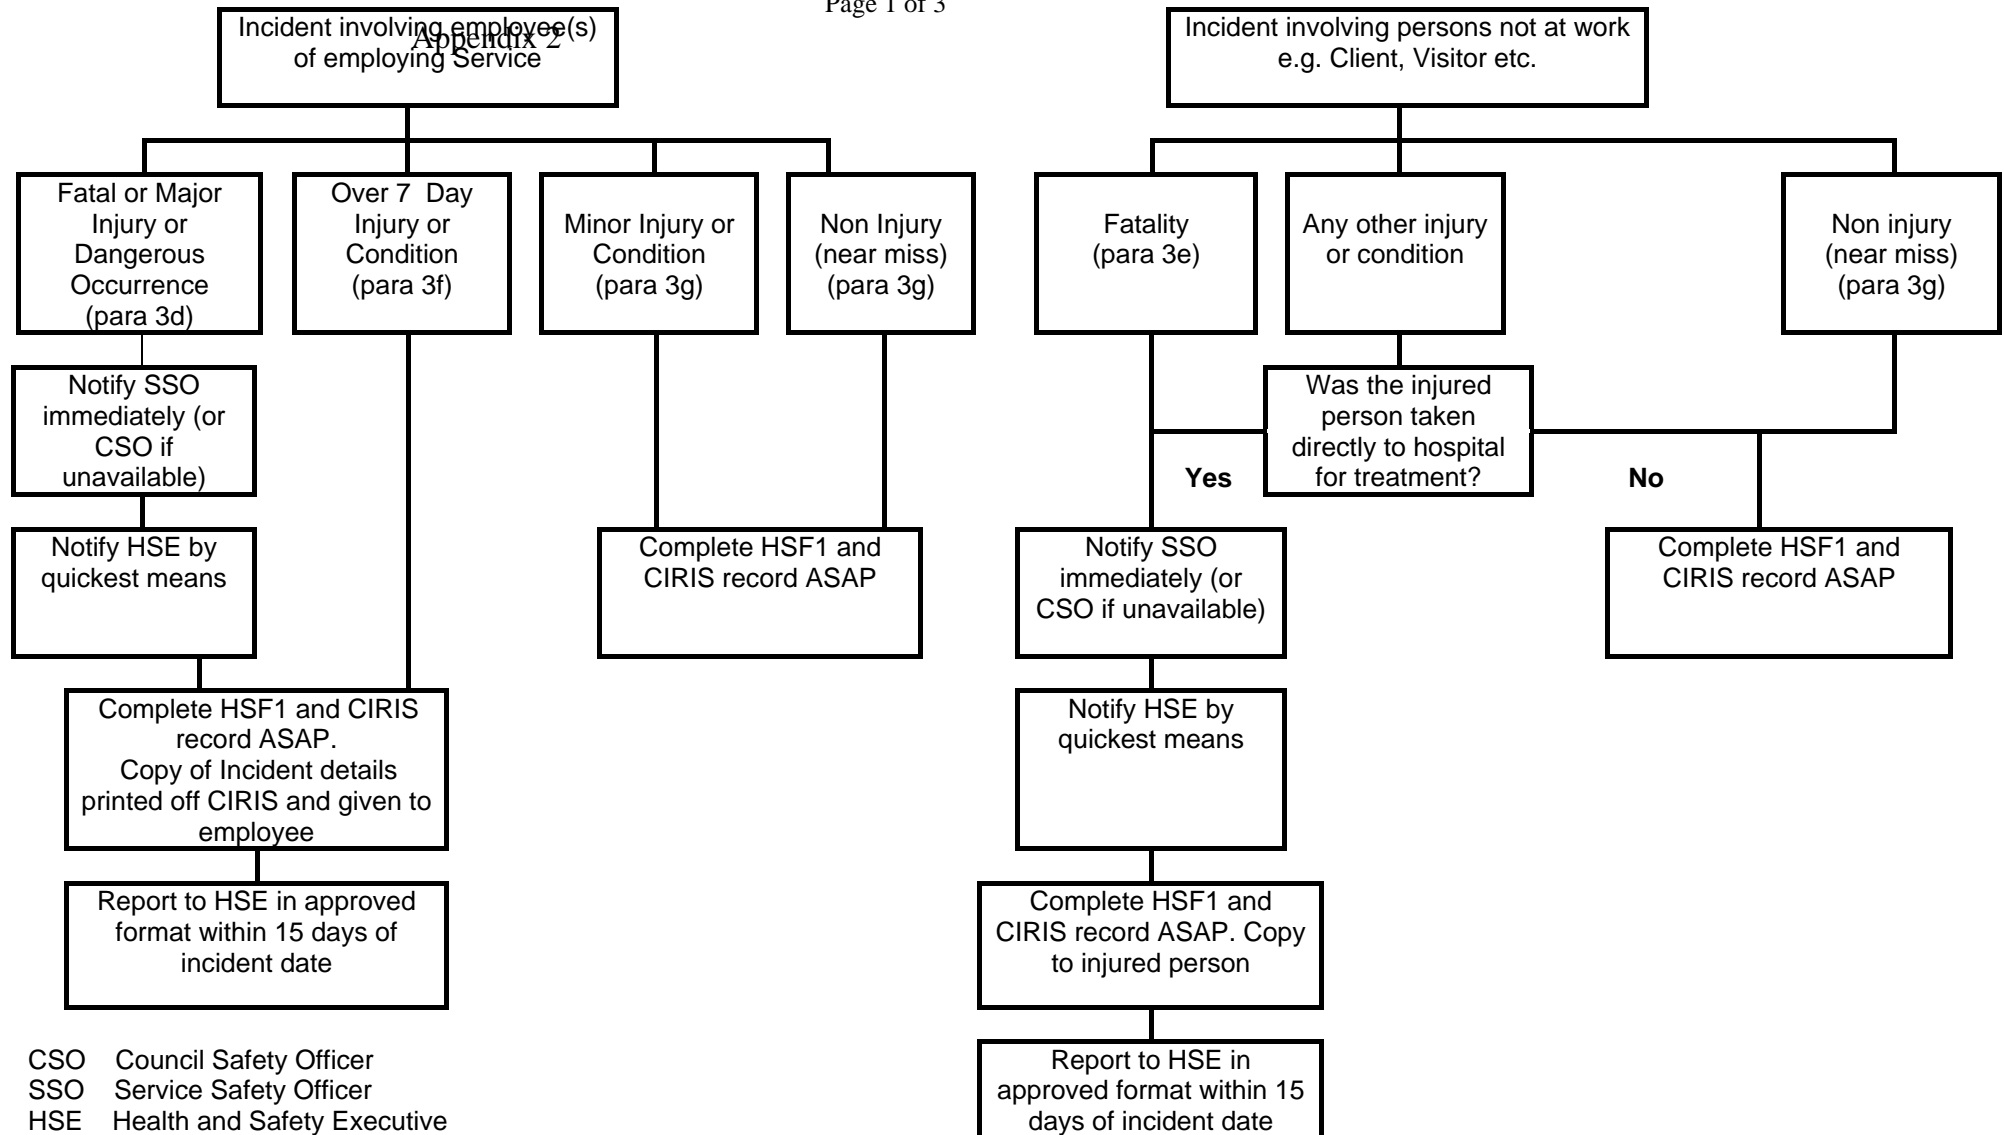 Page 1 of 3
Appendix 2
Incident involving employee(s)
of employing Service
Incident involving persons not at work
e.g. Client, Visitor etc.
Fatal or Major
Injury or
Dangerous
Occurrence
(para 3d)
Over 7  Day
Injury or
Condition
(para 3f)
Minor Injury or
Condition
(para 3g)
Non Injury
(near miss)
(para 3g)
Fatality
(para 3e)
Any other injury
or condition
Non injury
(near miss)
(para 3g)
Notify SSO
immediately (or
CSO if
unavailable)
Was the injured
person taken
directly to hospital
for treatment?
Yes
No
Notify HSE by
quickest means
Complete HSF1 and
CIRIS record ASAP
Notify SSO
immediately (or
CSO if unavailable)
Complete HSF1 and
CIRIS record ASAP
Complete HSF1 and CIRIS
record ASAP.
Copy of Incident details
printed off CIRIS and given to
employee
Notify HSE by
quickest means
Report to HSE in approved
format within 15 days of
incident date
Complete HSF1 and
CIRIS record ASAP. Copy
to injured person
Report to HSE in
approved format within 15
days of incident date
CSO    Council Safety Officer
SSO    Service Safety Officer
HSE    Health and Safety Executive